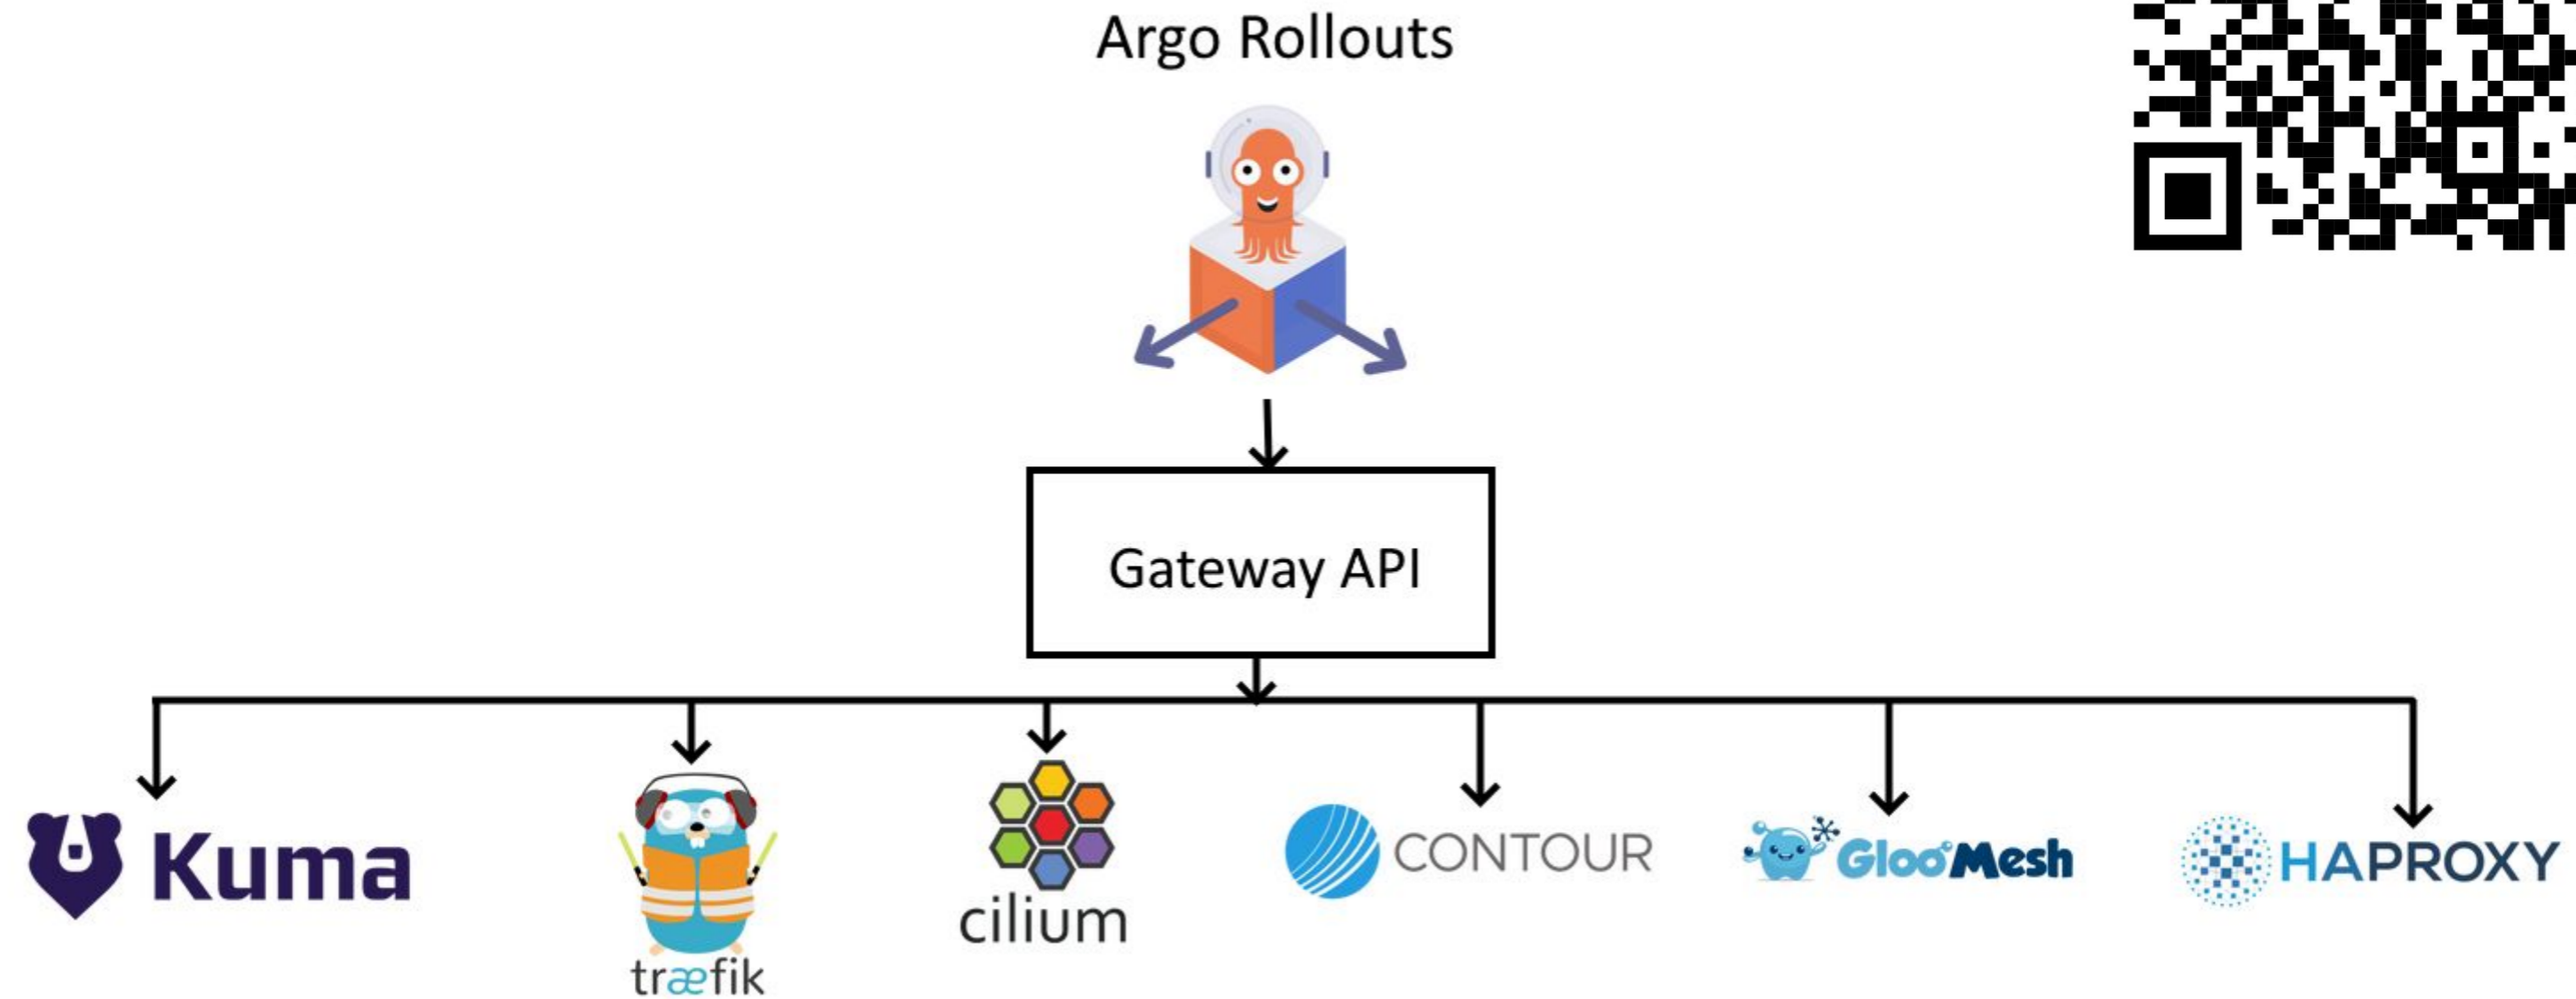 Argo Rollouts
Gateway API
Kuma
træfik
cilium
CONTOUR
GlooMesh
HAPROXY